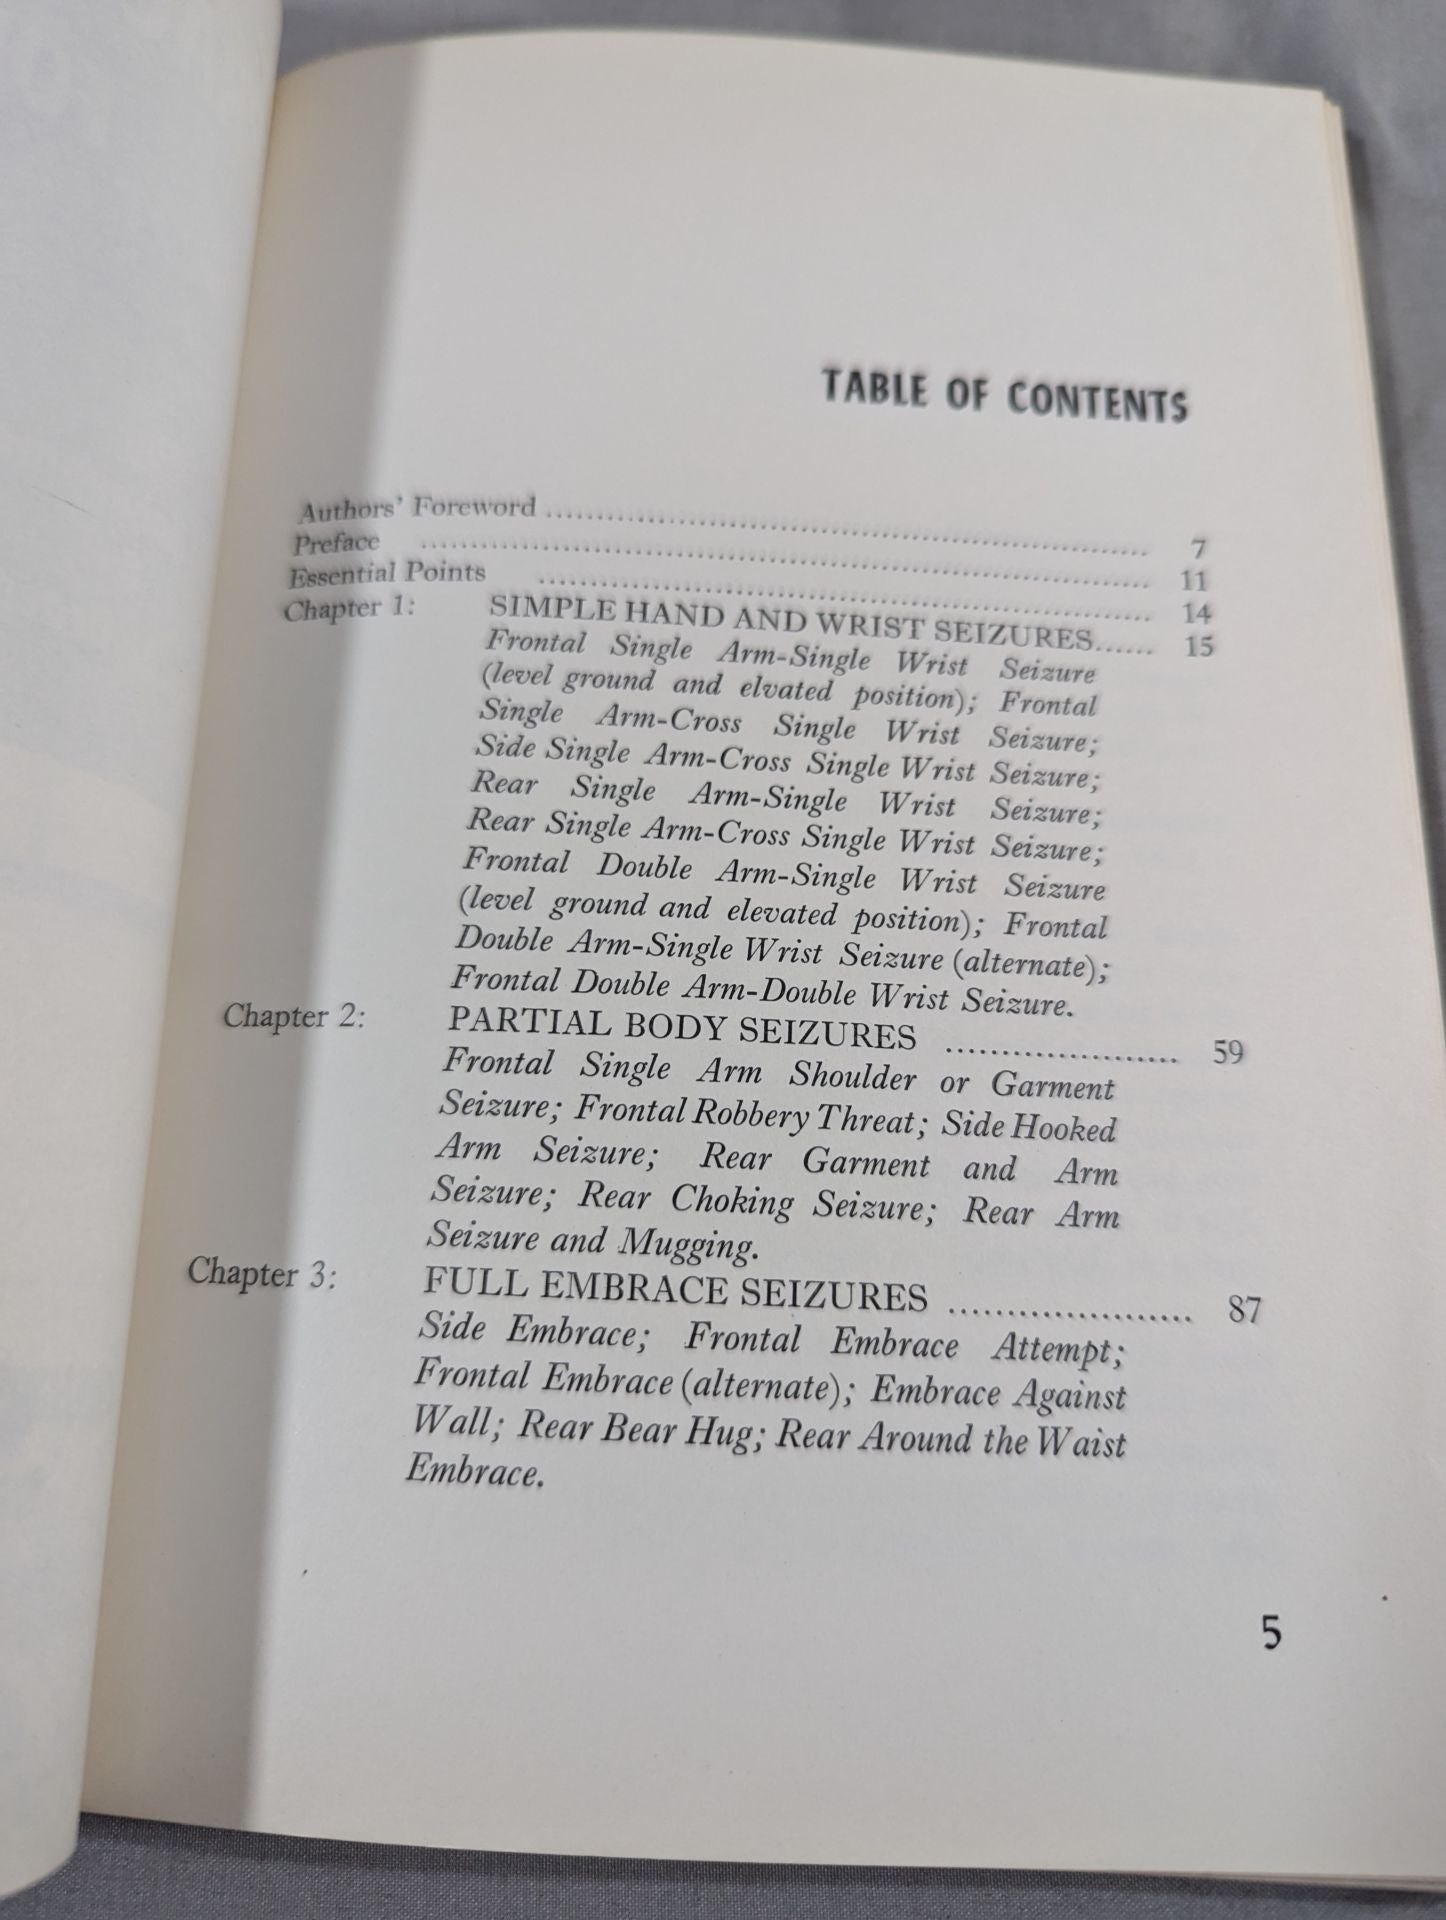 TABLE OF CONTENTS
Authors' Foreword ........................................ 7
Preface ........................................ 11
Essential Points ........................................ 14
Chapter 1: SIMPLE HAND AND WRIST SEIZURES...... 15
Frontal Single Arm-Single Wrist Seizure
(level ground and elvated position); Frontal
Single Arm-Cross Single Wrist Seizure;
Side Single Arm-Cross Single Wrist Seizure;
Rear Single Arm-Single Wrist Seizure;
Rear Single Arm-Cross Single Wrist Seizure;
Frontal Double Arm-Single Wrist Seizure
(level ground and elevated position); Frontal
Double Arm-Single Wrist Seizure (alternate);
Frontal Double Arm-Double Wrist Seizure.
Chapter 2: PARTIAL BODY SEIZURES ..................... 59
Frontal Single Arm Shoulder or Garment
Seizure; Frontal Robbery Threat; Side Hooked
Arm Seizure; Rear Garment and Arm
Seizure; Rear Choking Seizure; Rear Arm
Seizure and Mugging.
Chapter 3: FULL EMBRACE SEIZURES ...................... 87
Side Embrace; Frontal Embrace Attempt;
Frontal Embrace (alternate); Embrace Against
Wall; Rear Bear Hug; Rear Around the Waist
Embrace.
5